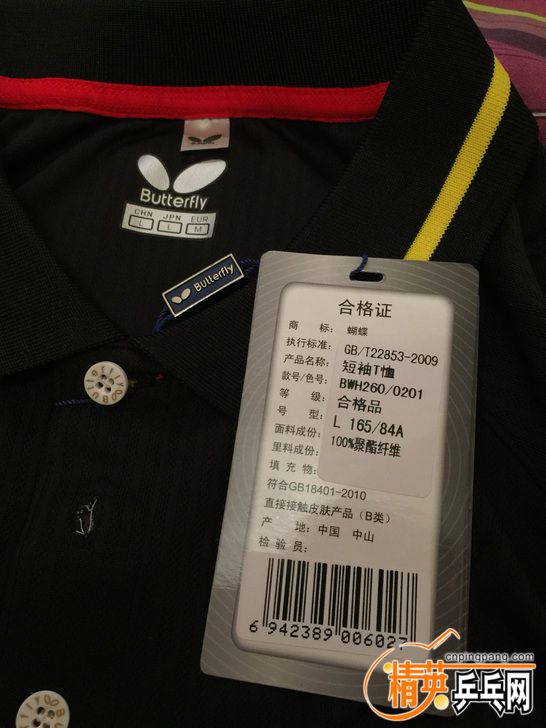 Butterfly
CHN JPN EUR
L L M
Butterfly
Butterfly
合格证
商 标: 蝴蝶
执行标准: GB/T22853-2009
产品名称: 短袖T恤
款号/色号: BWH260/0201
等 级: 合格品
号 型: L 165/84A
面料成份: 100%聚酯纤维
里料成份:
填 充 物:
符合GB18401-2010
直接接触皮肤产品（B类）
产 地: 中国 中山
检 验 员:
6 942389 006027
cnpingpang.com
精英乒乓网